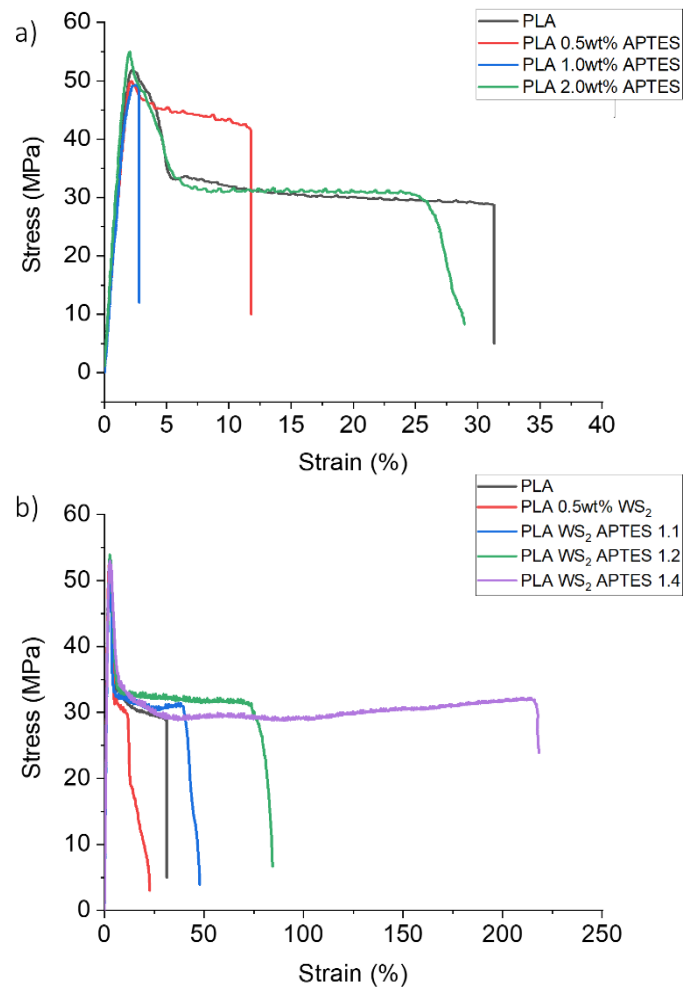 a)
PLA
PLA 0.5wt% APTES
PLA 1.0wt% APTES
PLA 2.0wt% APTES
60
50
40
30
20
10
0
Stress (MPa)
0 5 10 15 20 25 30 35 40
Strain (%)
b)
PLA
PLA 0.5wt% WS₂
PLA WS₂ APTES 1.1
PLA WS₂ APTES 1.2
PLA WS₂ APTES 1.4
60
50
40
30
20
10
0
Stress (MPa)
0 50 100 150 200 250
Strain (%)